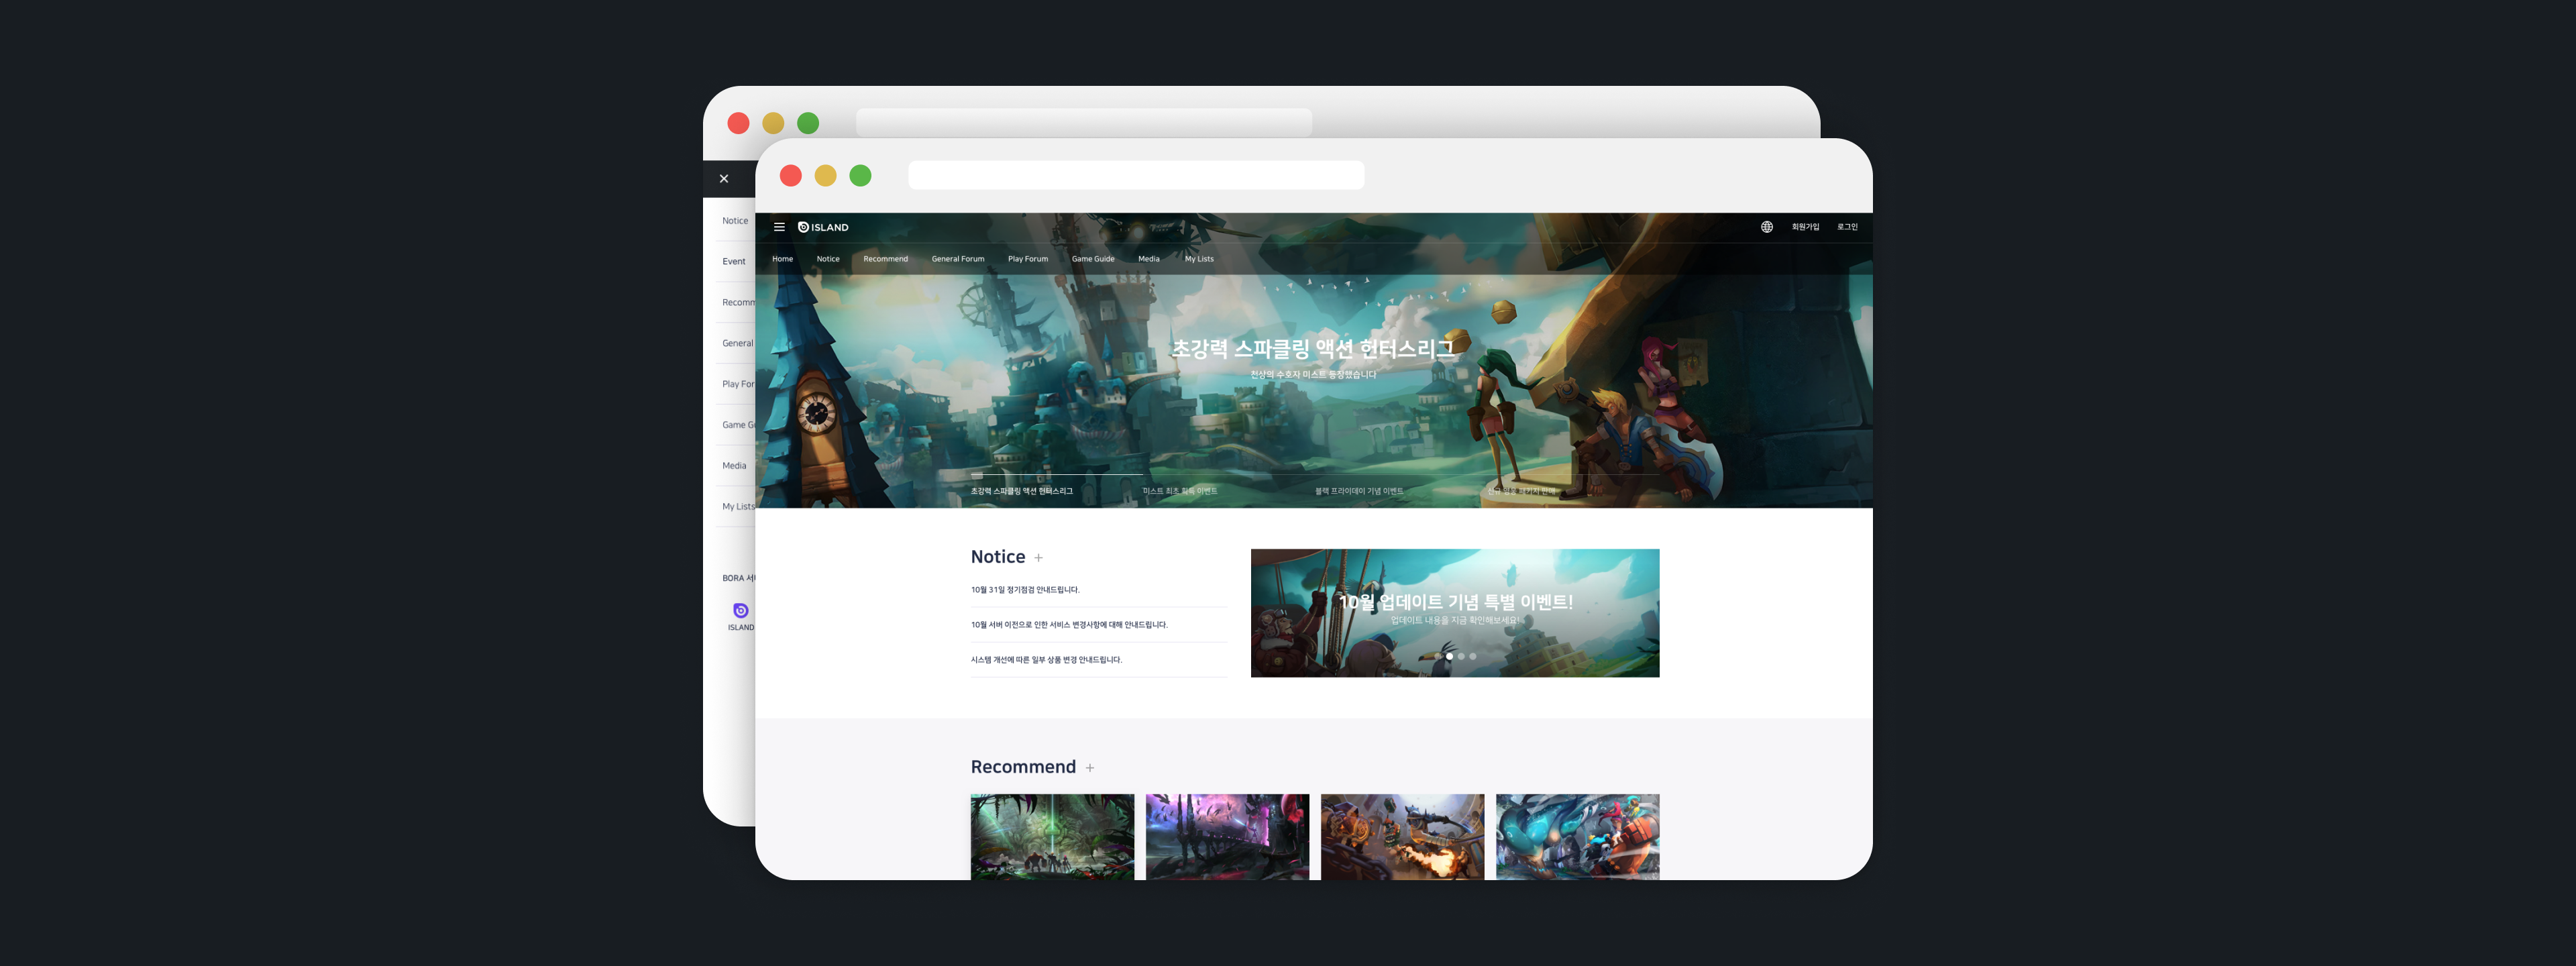 Notice
Event
Recomm
General
Play For
Game G
Media
My Lists
BORA 서
ISLAND
ISLAND
회원가입 로그인
Home Notice Recommend General Forum Play Forum Game Guide Media My Lists
초강력 스파클링 액션 헌터스리그
천상의 수호자 미스트 등장했습니다
초강력 스파클링 액션 헌터스리그 미스트 최초 획득 이벤트 블랙 프라이데이 기념 이벤트
Notice +
10월 31일 정기점검 안내드립니다.
10월 서버 이전으로 인한 서비스 변경사항에 대해 안내드립니다.
시스템 개선에 따른 일부 상품 변경 안내드립니다.
10월 업데이트 기념 특별 이벤트!
업데이트 내용을 지금 확인해보세요!
Recommend +